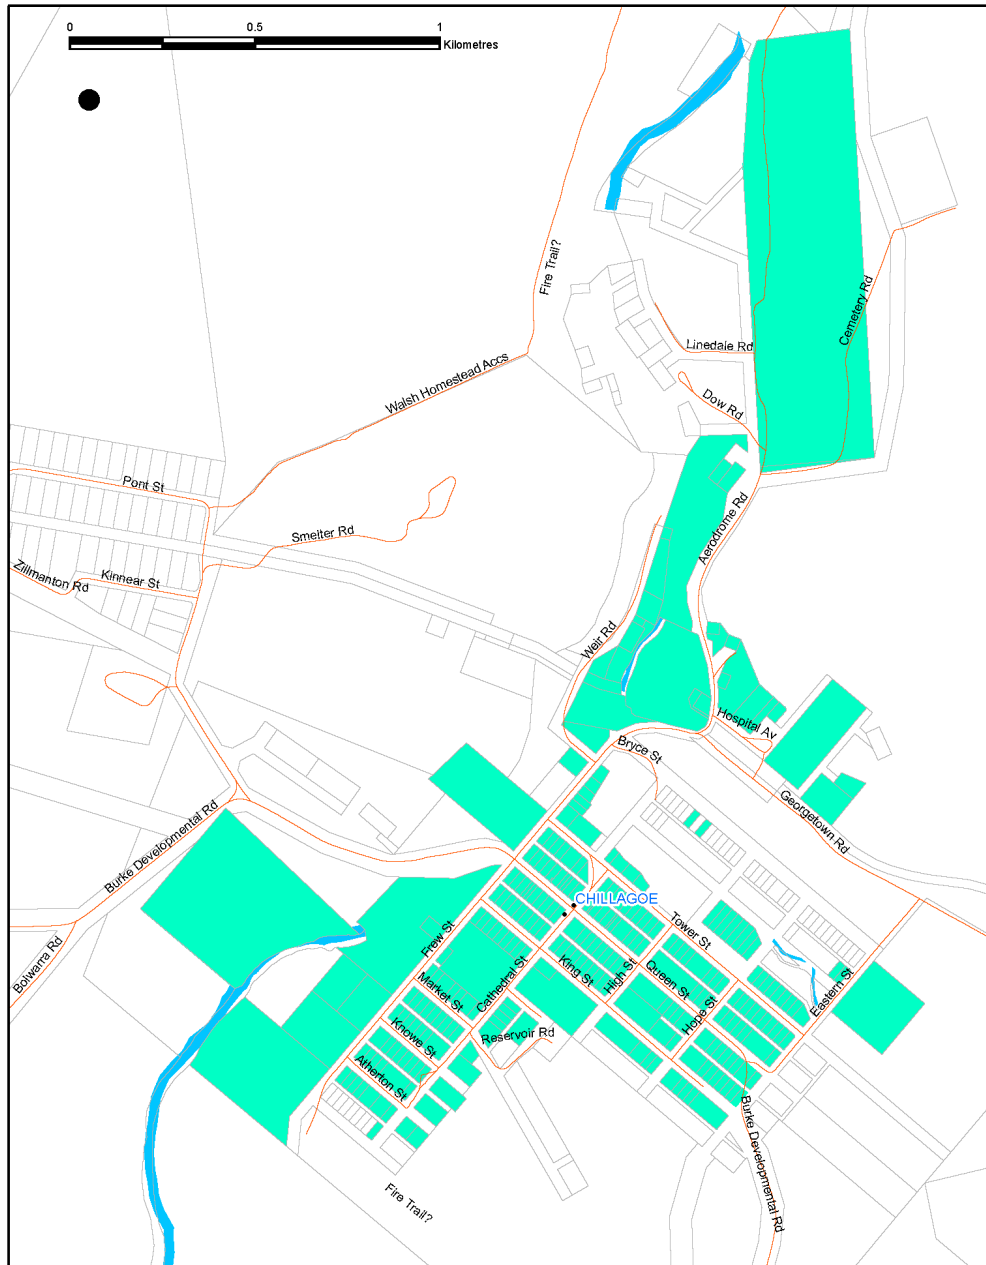 0 0.5 1
Kilometres
Fire Trail?
Cemetery Rd
Linedale Rd
Walsh Homestead Accs
Dow Rd
Pont St
Aerodrome Rd
Smelter Rd
Zillmanton Rd
Kinnear St
Weir Rd
Hospital Av
Bryce St
Georgetown Rd
Burke Developmental Rd
CHILLAGOE
Tower St
Frew St
Bolwarra Rd
King St
High St
Queen St
Cathedral St
Market St
Eastern St
Hope St
Knowe St
Reservoir Rd
Atherton St
Burke Developmental Rd
Fire Trail?